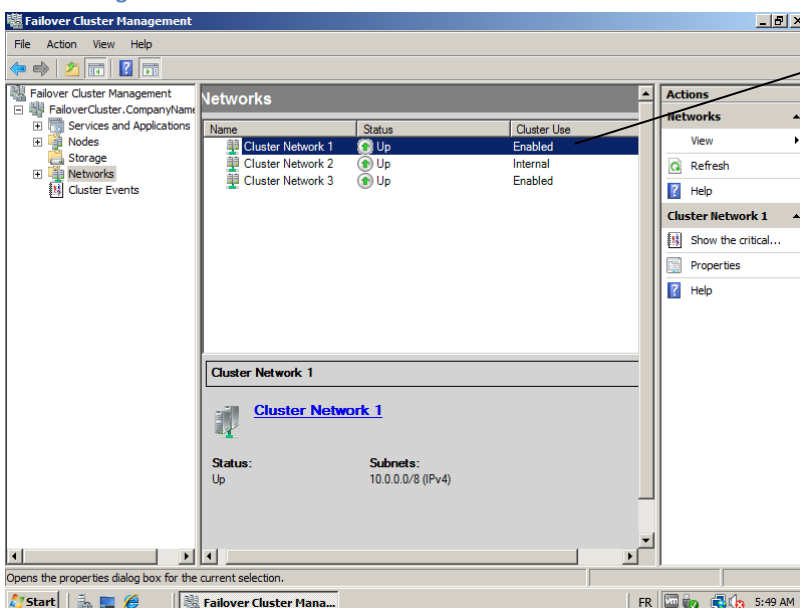 Failover Cluster Management
File Action View Help
Failover Cluster Management
FailoverCluster.CompanyName
Services and Applications
Nodes
Storage
Networks
Cluster Events
Networks
Name Status Cluster Use
Cluster Network 1 Up Enabled
Cluster Network 2 Up Internal
Cluster Network 3 Up Enabled
Cluster Network 1
Cluster Network 1
Status: Subnets:
Up 10.0.0.0/8 (IPv4)
Actions
Networks
View
Refresh
Help
Cluster Network 1
Show the critical...
Properties
Help
Opens the properties dialog box for the current selection.
Start Failover Cluster Mana... FR 5:49 AM